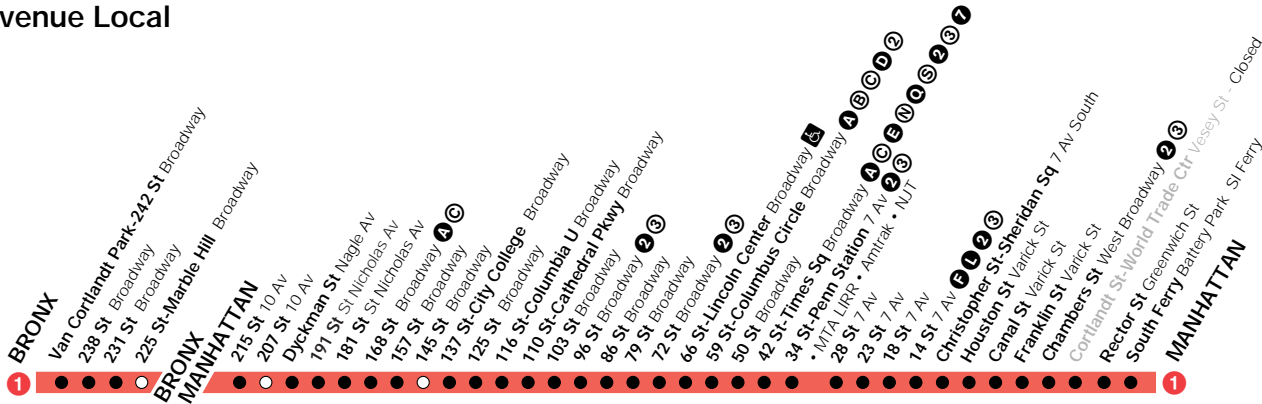 venue Local
BRONX
1
Van Cortlandt Park-242 St Broadway
238 St Broadway
231 St Broadway
225 St-Marble Hill Broadway
BRONX
MANHATTAN
215 St 10 Av
207 St 10 Av
Dyckman St Nagle Av
191 St St Nicholas Av
181 St St Nicholas Av
168 St Broadway A C
157 St Broadway
145 St Broadway
137 St-City College Broadway
125 St Broadway
116 St-Columbia U Broadway
110 St-Cathedral Pkwy Broadway
103 St Broadway
96 St Broadway 2 3
86 St Broadway
79 St Broadway
72 St Broadway 2 3
66 St-Lincoln Center Broadway
59 St-Columbus Circle Broadway A B C D 2
50 St Broadway
42 St-Times Sq Broadway A C E N Q S 2 3 7
34 St-Penn Station 7 Av 2 3
• MTA LIRR • Amtrak • NJT
28 St 7 Av
23 St 7 Av
18 St 7 Av
14 St 7 Av F L 2 3
Christopher St-Sheridan Sq 7 Av South
Houston St Varick St
Canal St Varick St
Franklin St Varick St
Chambers St West Broadway 2 3
Cortlandt St-World Trade Ctr Vesey St - Closed
Rector St Greenwich St
South Ferry Battery Park SI Ferry
MANHATTAN
1